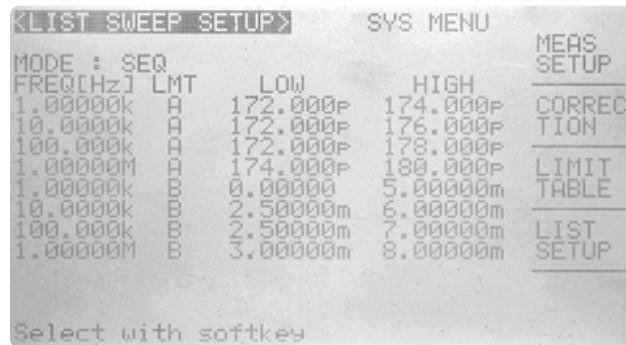 <LIST SWEEP SETUP> SYS MENU
MODE : SEQ
FREQ[Hz] LMT LOW HIGH
1.00000k A 172.000p 174.000p
10.0000k A 172.000p 176.000p
100.000k A 172.000p 178.000p
1.00000M A 174.000p 180.000p
1.00000k B 0.00000 5.00000m
10.0000k B 2.50000m 6.00000m
100.000k B 2.50000m 7.00000m
1.00000M B 3.00000m 8.00000m
Select with softkey
MEAS
SETUP
CORREC
TION
LIMIT
TABLE
LIST
SETUP